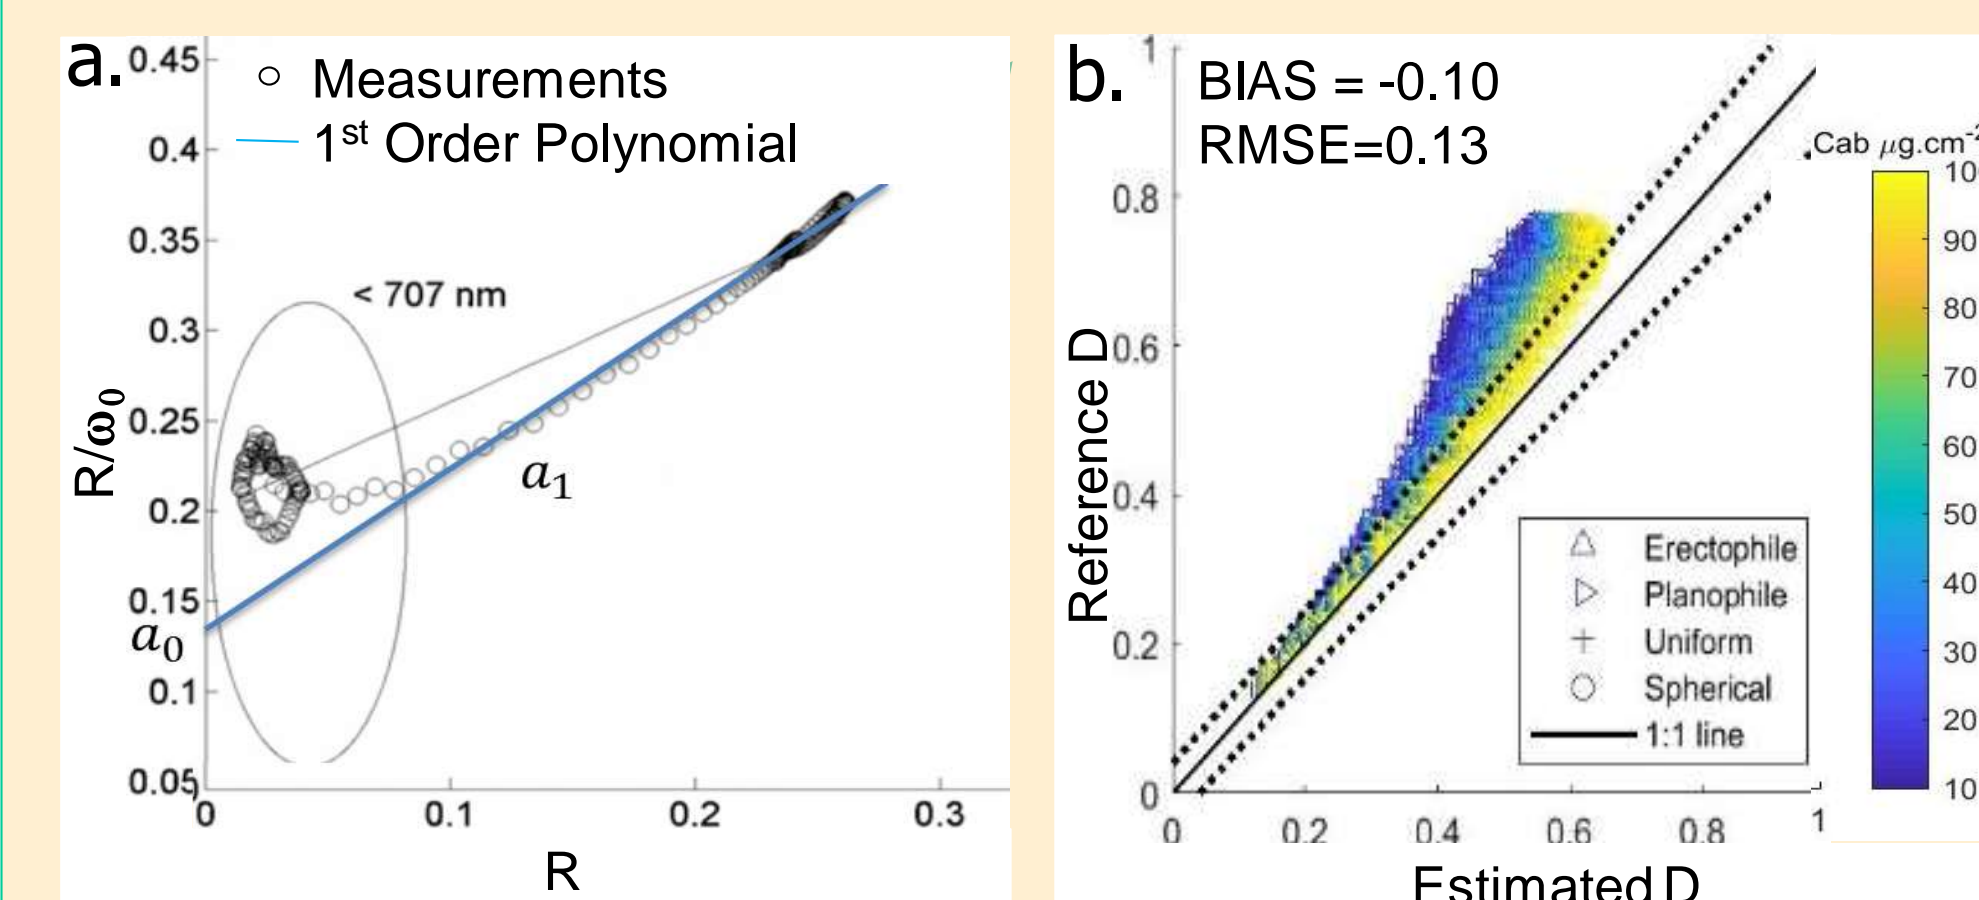 a.
0.45
0.4
0.35
0.3
0.25
0.2
0.15
0.1
0.05
○ Measurements
1st Order Polynomial
< 707 nm
a₁
a₀
R/ω₀
0 0.1 0.2 0.3
R
b.
BIAS = -0.10
RMSE=0.13
1
0.8
0.6
0.4
0.2
0
Reference D
Erectophile
Planophile
Uniform
Spherical
1:1 line
0 0.2 0.4 0.6 0.8 1
Estimated D
Cab μg.cm-2
90
80
70
60
50
40
30
20
10